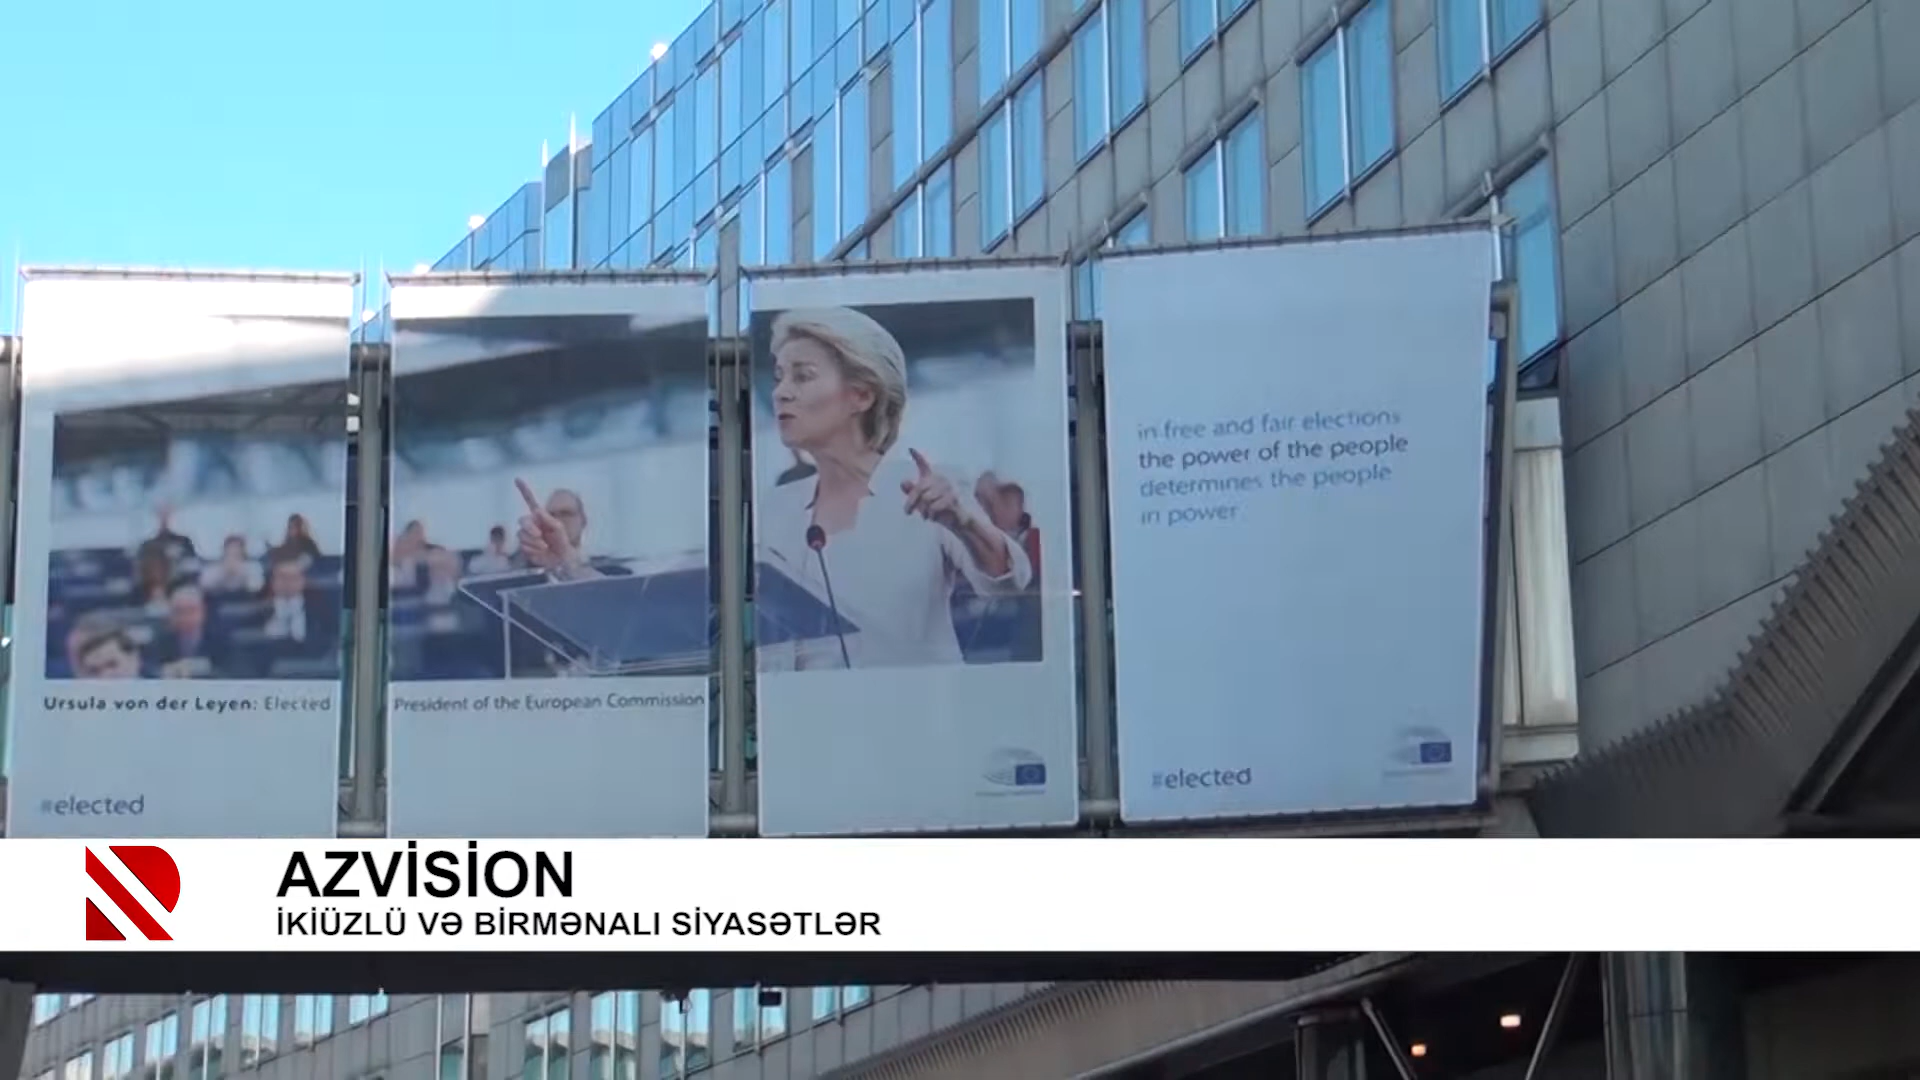 in free and fair elections
the power of the people
determines the people
in power
Ursula von der Leyen: Elected President of the European Commission
#elected
#elected
AZVİSİON
İKİÜZLÜ VƏ BİRMƏNALI SİYASƏTLƏR